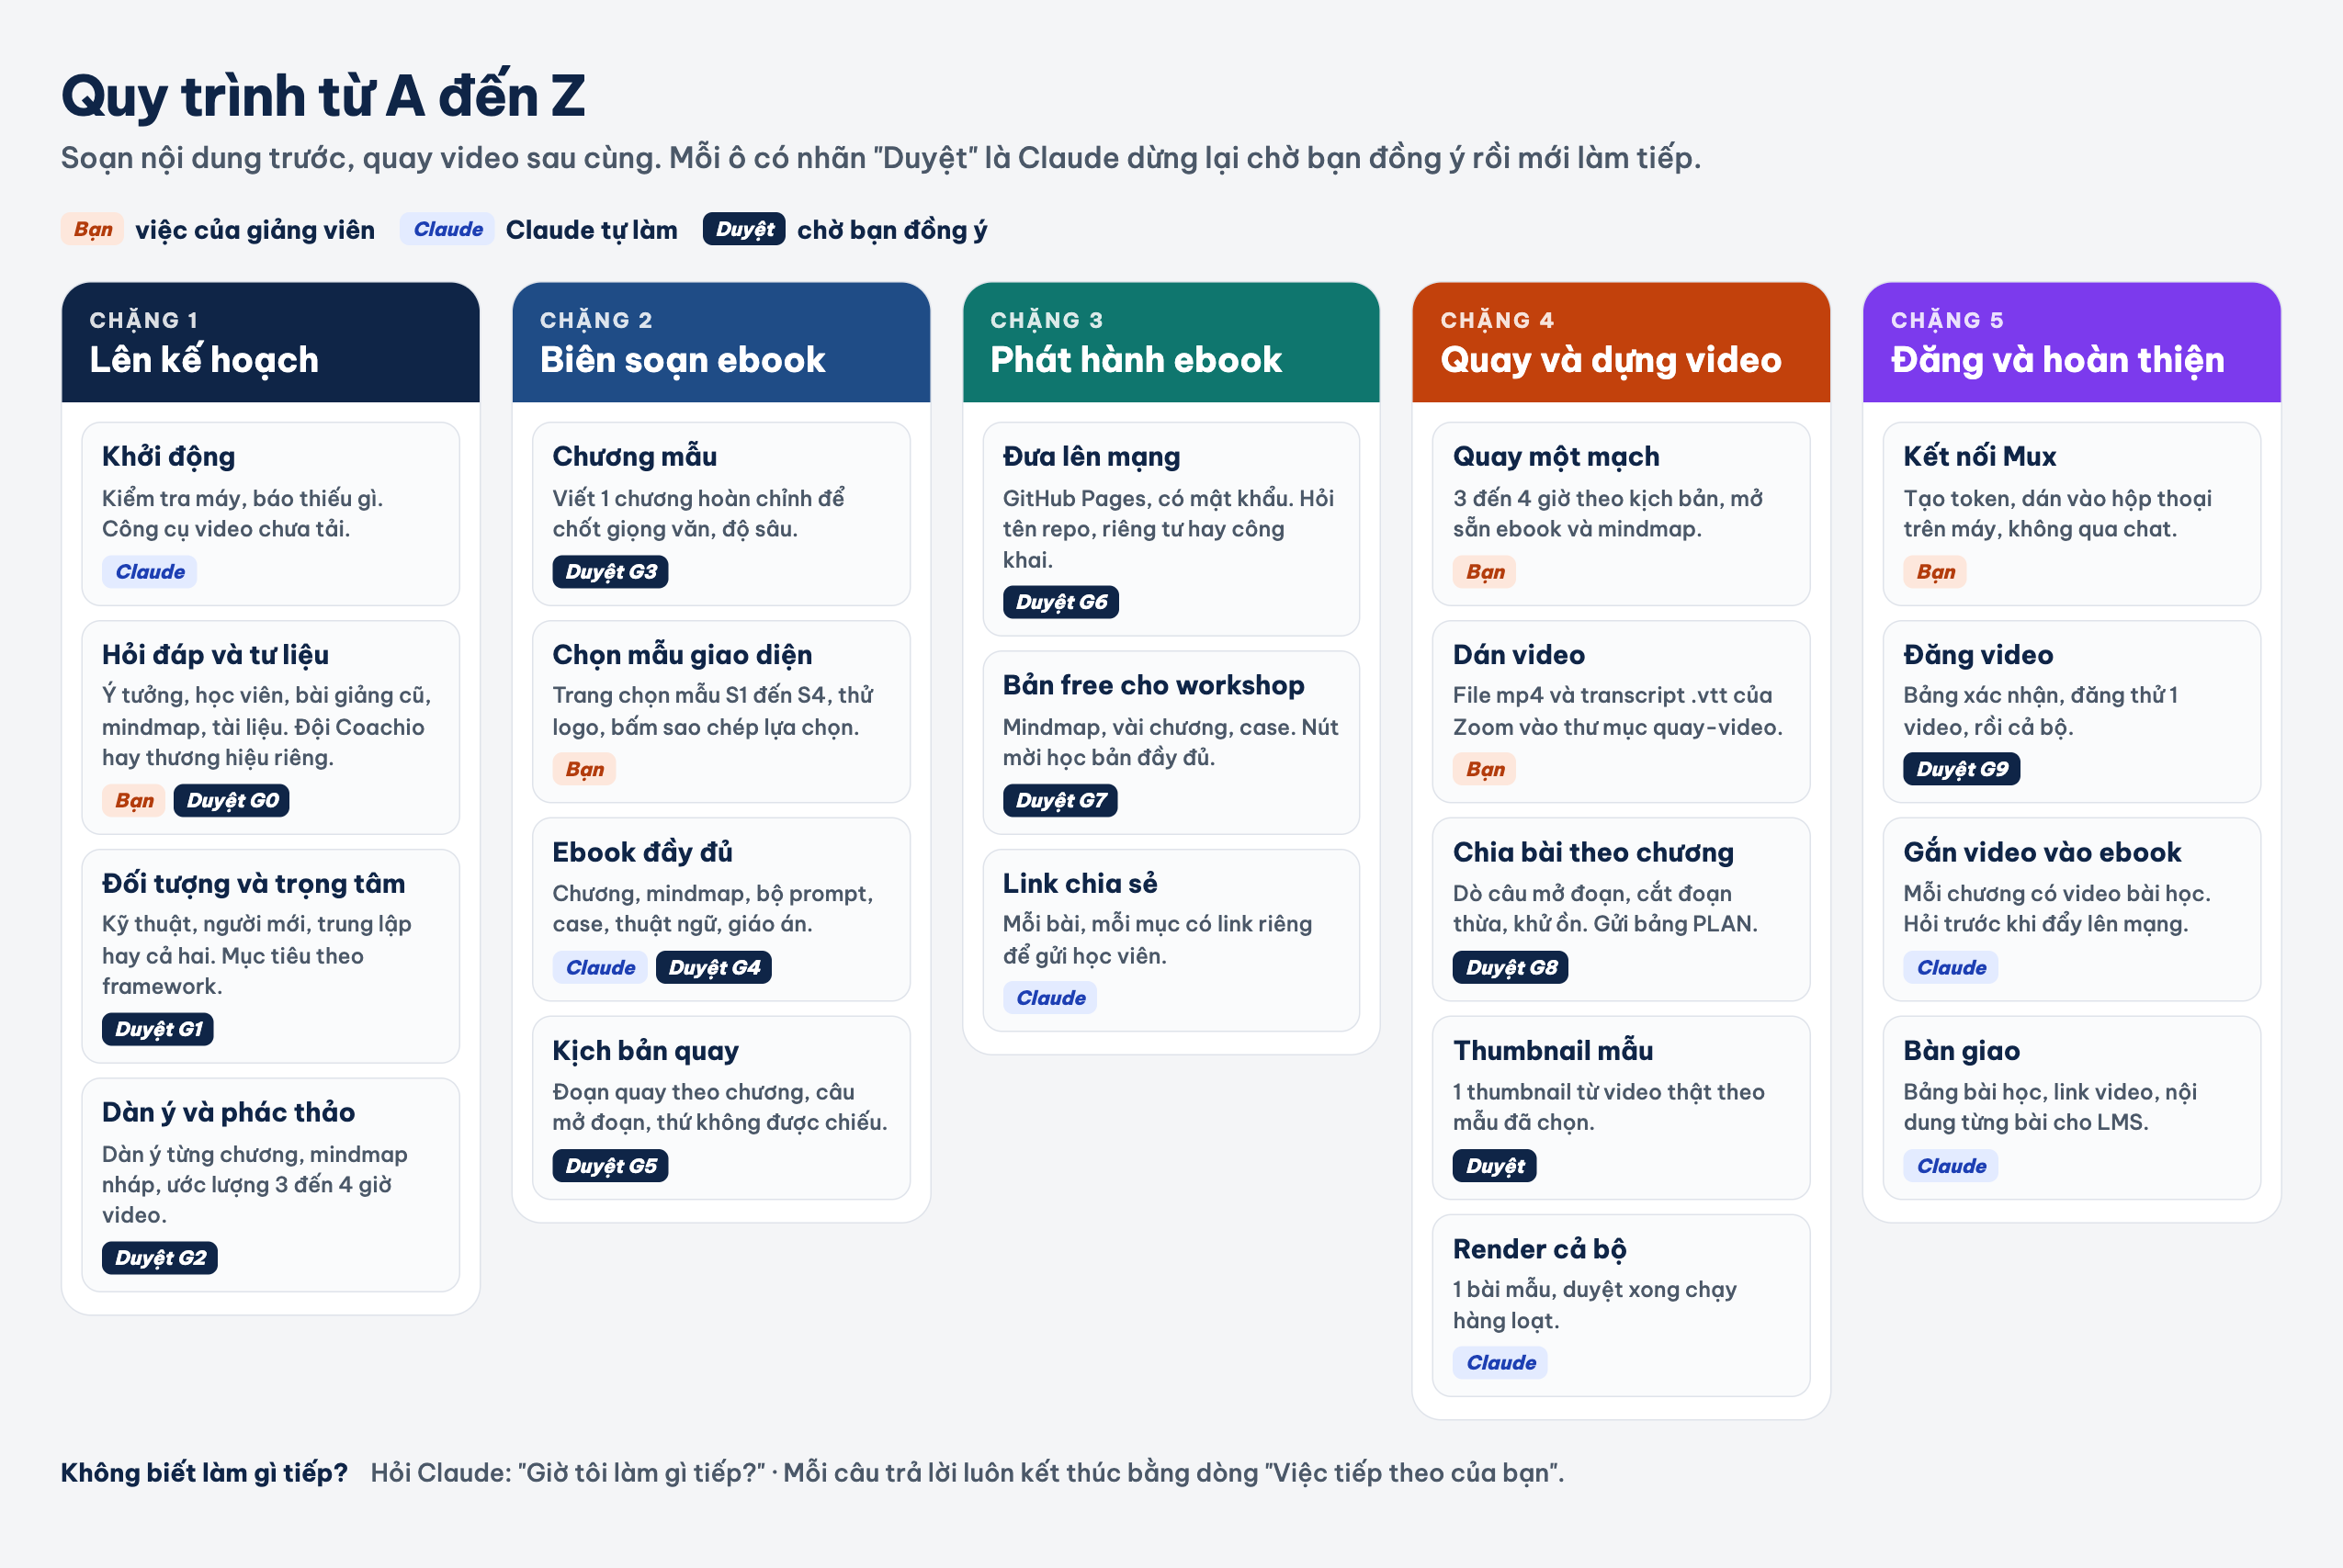 Quy trình từ A đến Z
Soạn nội dung trước, quay video sau cùng. Mỗi ô có nhãn "Duyệt" là Claude dừng lại chờ bạn đồng ý rồi mới làm tiếp.
Bạn việc của giảng viên Claude Claude tự làm Duyệt chờ bạn đồng ý
CHẶNG 1
Lên kế hoạch
Khởi động
Kiểm tra máy, báo thiếu gì.
Công cụ video chưa tải.
Claude
Hỏi đáp và tư liệu
Ý tưởng, học viên, bài giảng cũ,
mindmap, tài liệu. Đội Coachio
hay thương hiệu riêng.
Bạn Duyệt G0
Đối tượng và trọng tâm
Kỹ thuật, người mới, trung lập
hay cả hai. Mục tiêu theo
framework.
Duyệt G1
Dàn ý và phác thảo
Dàn ý từng chương, mindmap
nháp, ước lượng 3 đến 4 giờ
video.
Duyệt G2
CHẶNG 2
Biên soạn ebook
Chương mẫu
Viết 1 chương hoàn chỉnh để
chốt giọng văn, độ sâu.
Duyệt G3
Chọn mẫu giao diện
Trang chọn mẫu S1 đến S4, thử
logo, bấm sao chép lựa chọn.
Bạn
Ebook đầy đủ
Chương, mindmap, bộ prompt,
case, thuật ngữ, giáo án.
Claude Duyệt G4
Kịch bản quay
Đoạn quay theo chương, câu
mở đoạn, thứ không được chiếu.
Duyệt G5
CHẶNG 3
Phát hành ebook
Đưa lên mạng
GitHub Pages, có mật khẩu. Hỏi
tên repo, riêng tư hay công
khai.
Duyệt G6
Bản free cho workshop
Mindmap, vài chương, case. Nút
mời học bản đầy đủ.
Duyệt G7
Link chia sẻ
Mỗi bài, mỗi mục có link riêng
để gửi học viên.
Claude
CHẶNG 4
Quay và dựng video
Quay một mạch
3 đến 4 giờ theo kịch bản, mở
sẵn ebook và mindmap.
Bạn
Dán video
File mp4 và transcript .vtt của
Zoom vào thư mục quay-video.
Bạn
Chia bài theo chương
Dò câu mở đoạn, cắt đoạn
thừa, khử ồn. Gửi bảng PLAN.
Duyệt G8
Thumbnail mẫu
1 thumbnail từ video thật theo
mẫu đã chọn.
Duyệt
Render cả bộ
1 bài mẫu, duyệt xong chạy
hàng loạt.
Claude
CHẶNG 5
Đăng và hoàn thiện
Kết nối Mux
Tạo token, dán vào hộp thoại
trên máy, không qua chat.
Bạn
Đăng video
Bảng xác nhận, đăng thử 1
video, rồi cả bộ.
Duyệt G9
Gắn video vào ebook
Mỗi chương có video bài học.
Hỏi trước khi đẩy lên mạng.
Claude
Bàn giao
Bảng bài học, link video, nội
dung từng bài cho LMS.
Claude
Không biết làm gì tiếp? Hỏi Claude: "Giờ tôi làm gì tiếp?" · Mỗi câu trả lời luôn kết thúc bằng dòng "Việc tiếp theo của bạn".